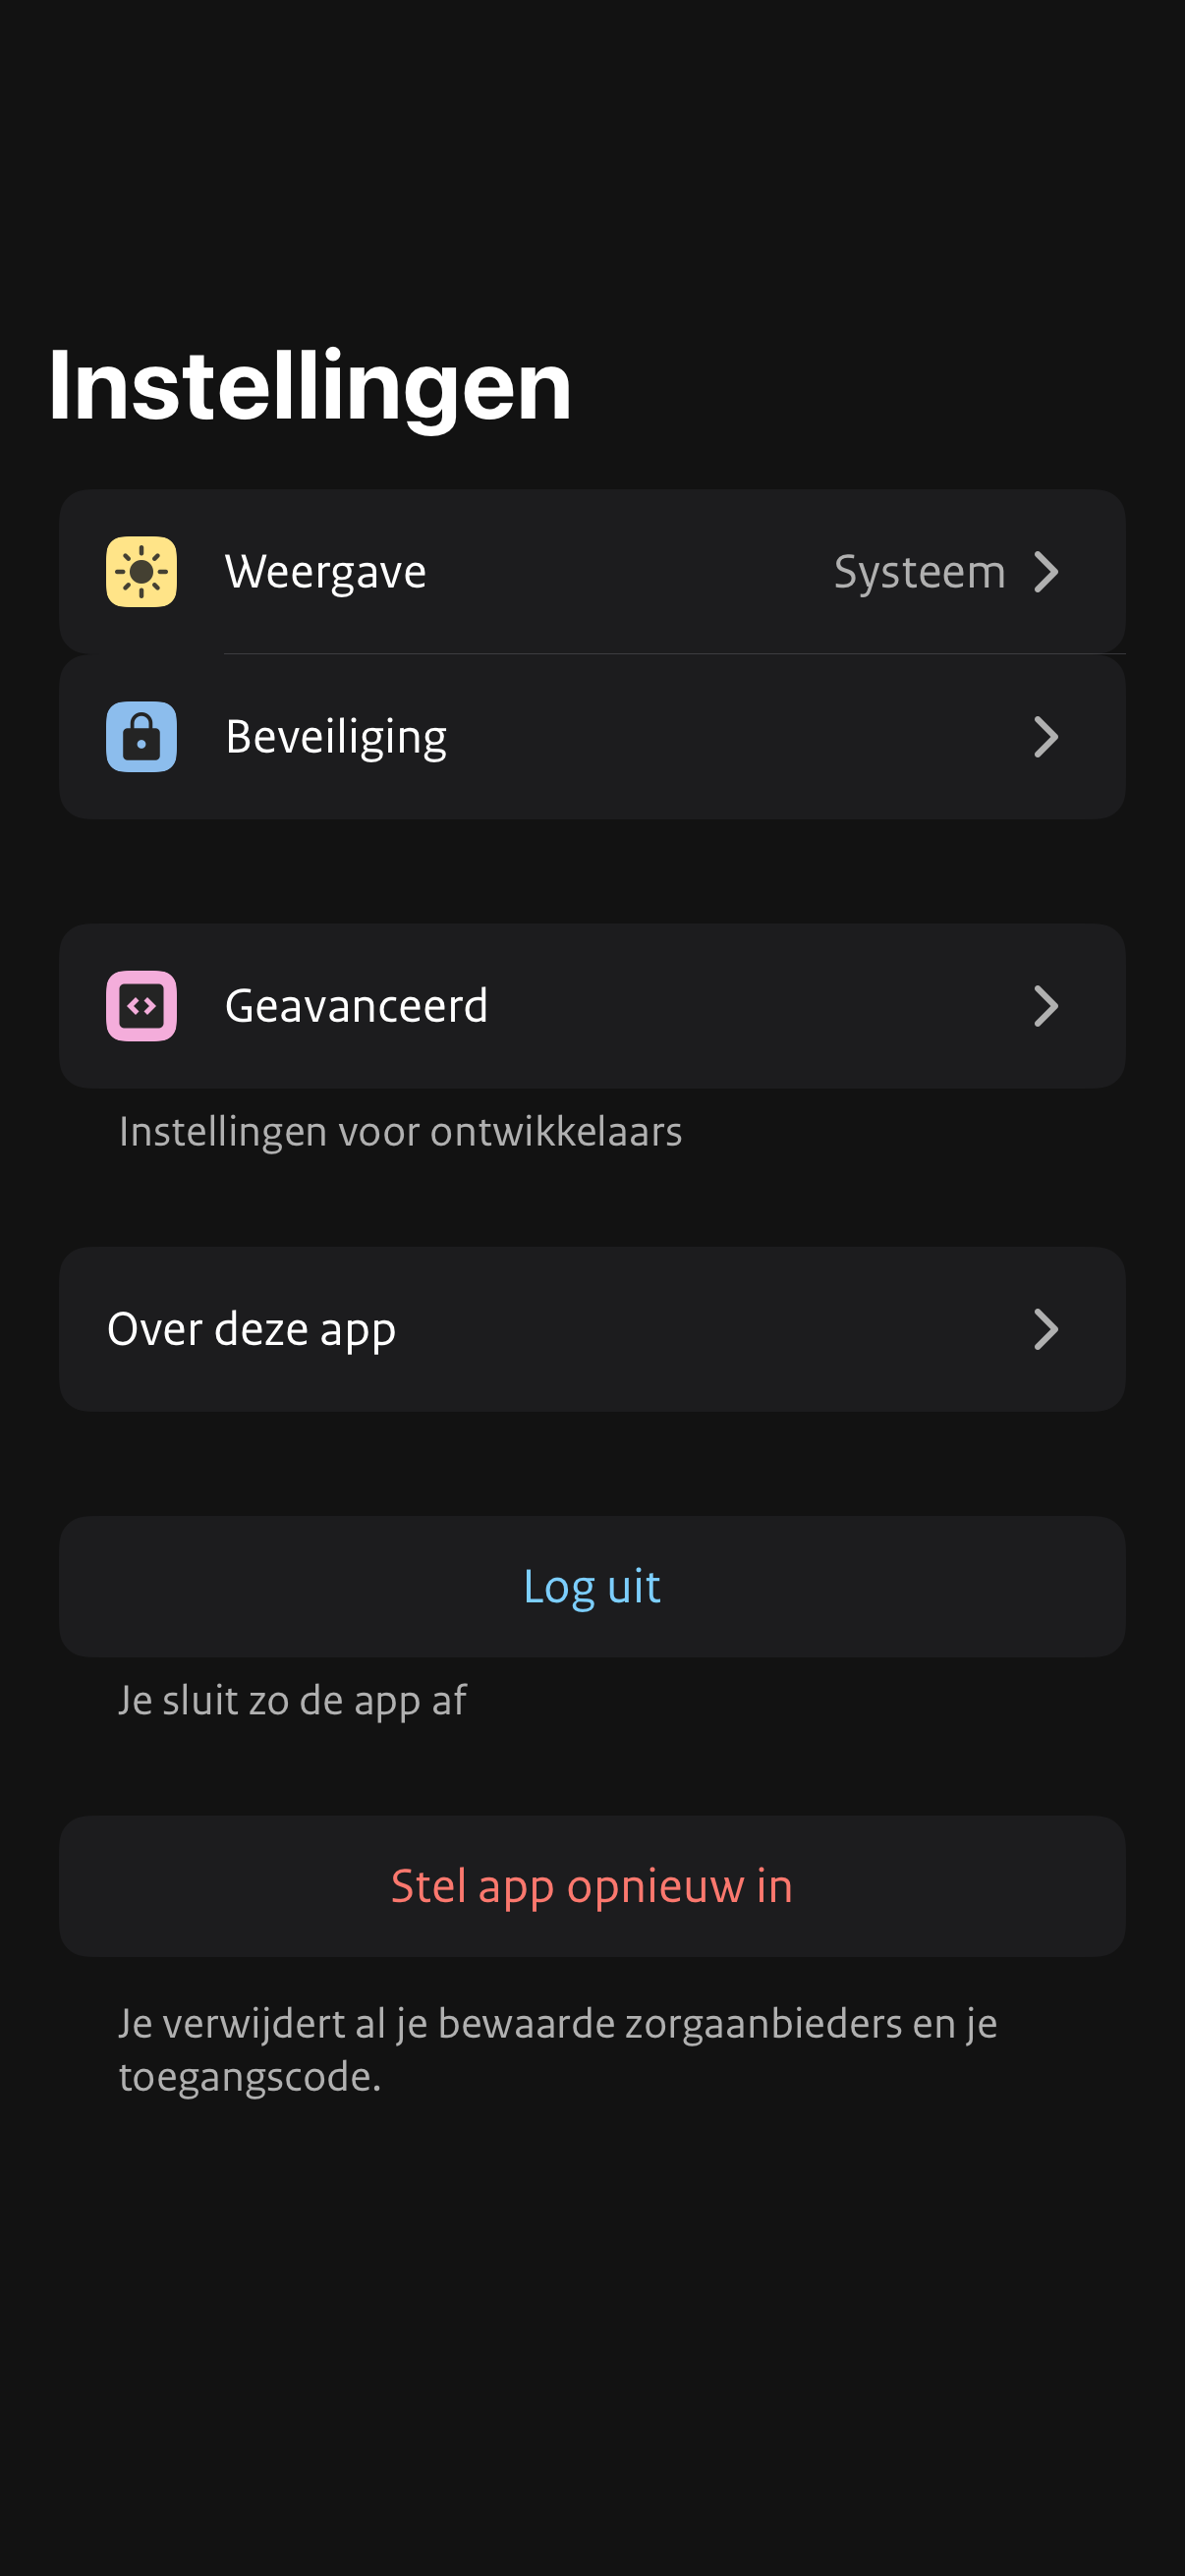 Instellingen
Weergave Systeem
Beveiliging
Geavanceerd
Instellingen voor ontwikkelaars
Over deze app
Log uit
Je sluit zo de app af
Stel app opnieuw in
Je verwijdert al je bewaarde zorgaanbieders en je
toegangscode.